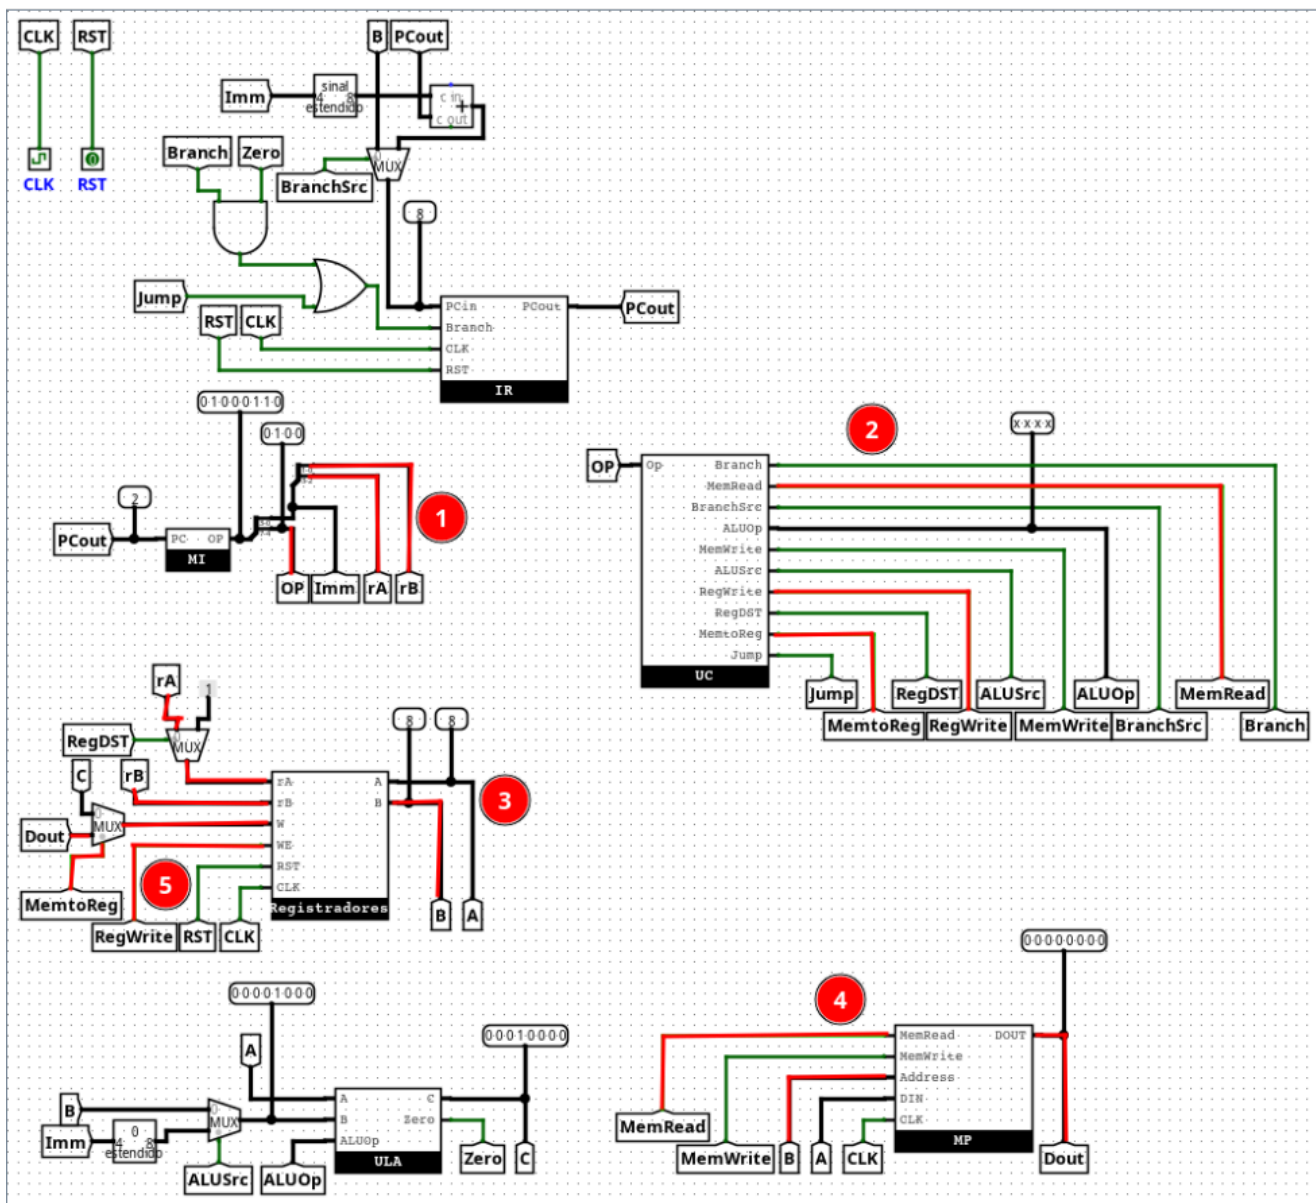 CLK RST
B PCout
Imm sinal 4 8 estendido c in + c out
Branch Zero
MUX
CLK RST
BranchSrc
8
Jump
RST CLK
PCin PCout PCout
Branch
CLK
RST
IR
01000110
0100
2
PCout PC OP
MI
1
OP Imm rA rB
2
xxxx
OP Op Branch
MemRead
BranchSrc
ALUOp
MemWrite
ALUSrc
RegWrite
RegDST
MemtoReg
Jump
UC
Jump RegDST ALUSrc ALUOp MemRead
MemtoReg RegWrite MemWrite BranchSrc Branch
rA 1
RegDST MUX
8 8
C rB
rA A
rB B
3
Dout MUX W
WE
RST
CLK
5
MemtoReg
Registradores
RegWrite RST CLK
B A
00000000
00001000
4
00010000
A
MemRead DOUT
MemWrite
Address
DIN
CLK
MP
B 0 MUX
A C
B Zero
ALUOp
ULA
Imm 4 0 8 estendido
MemRead
MemWrite B A CLK Dout
Zero C
ALUSrc ALUOp